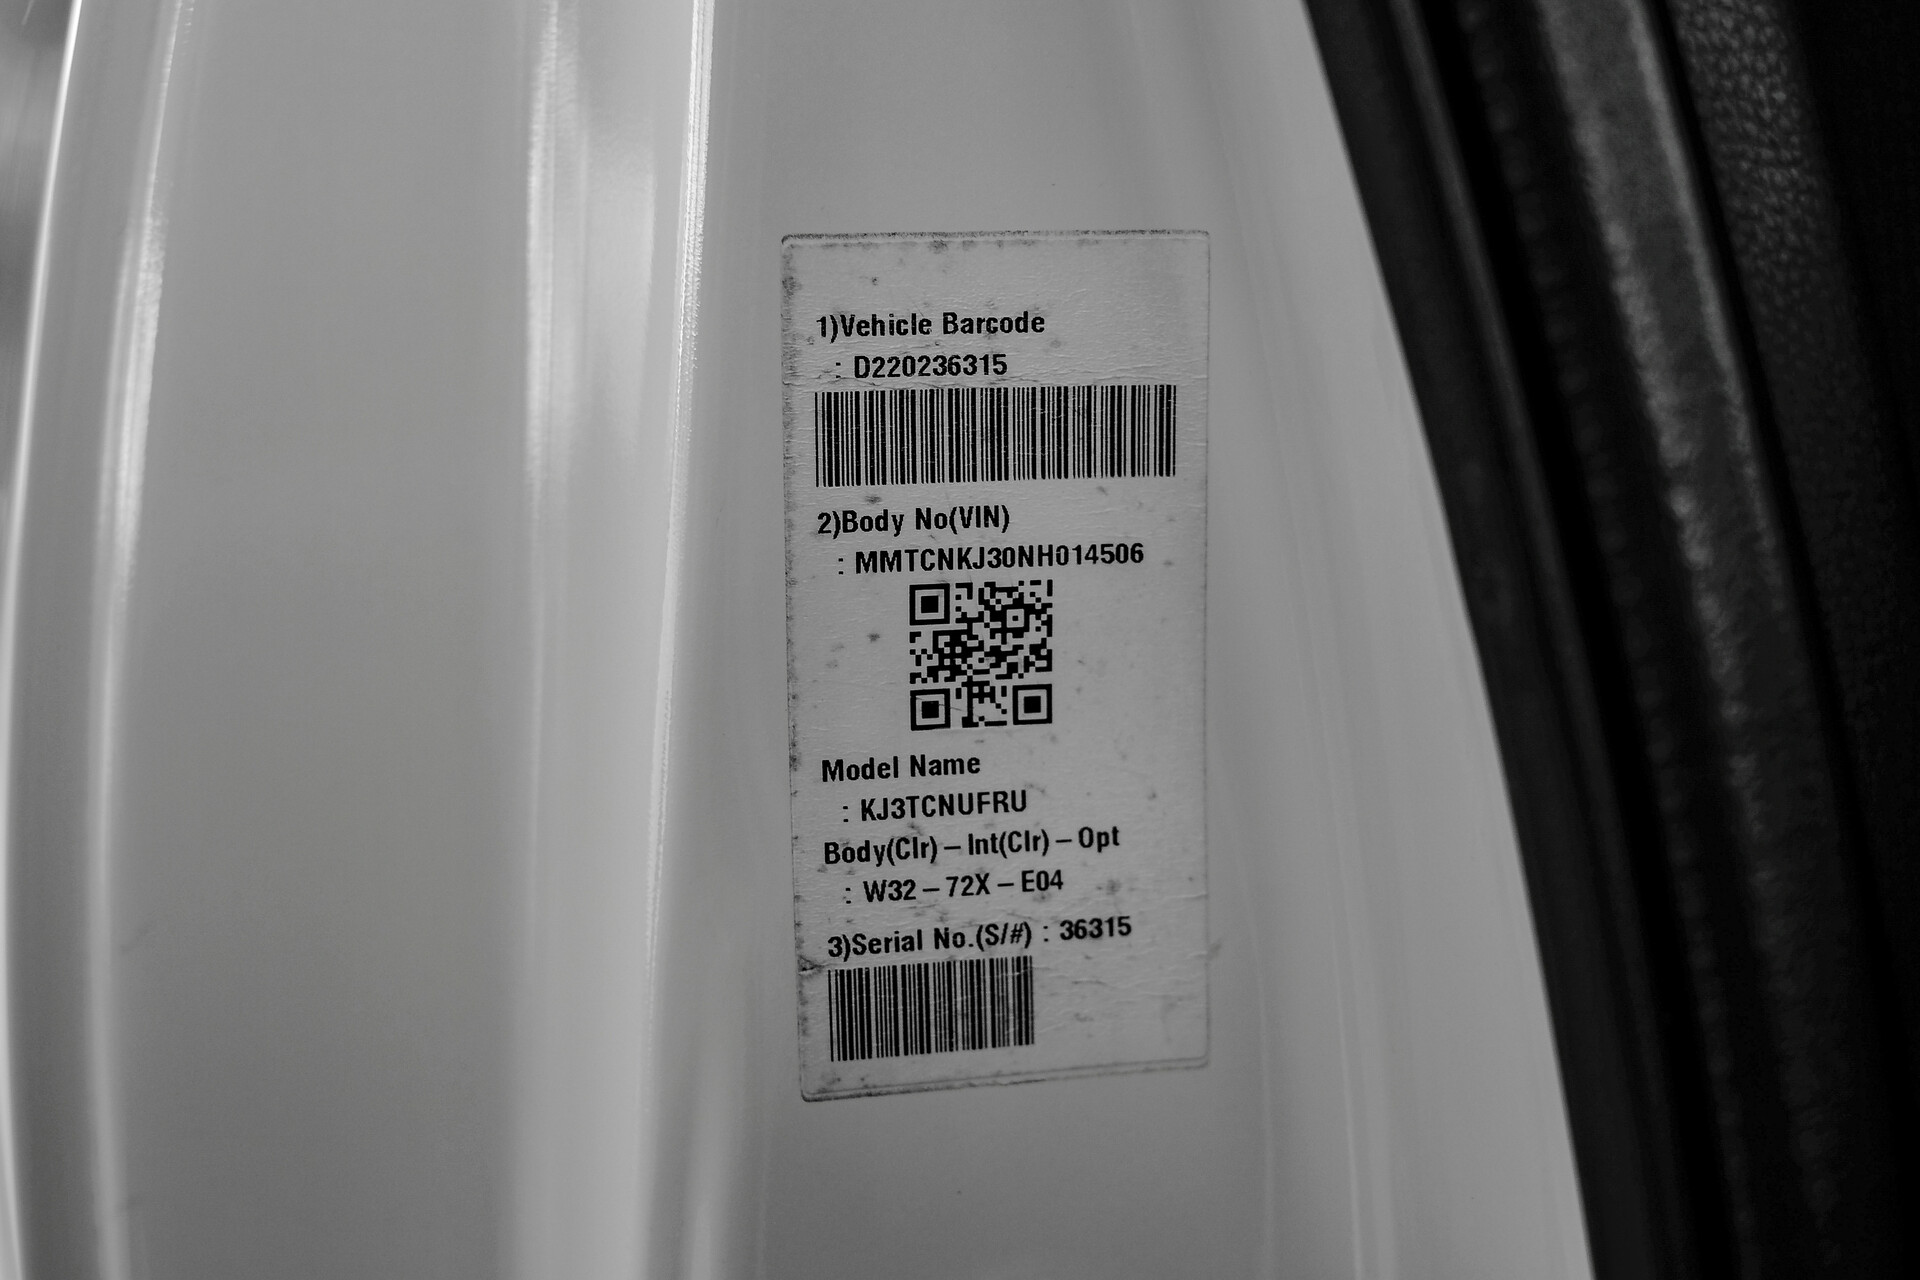 1)Vehicle Barcode
: D220236315
2)Body No(VIN)
: MMTCNKJ30NH014506
Model Name
: KJ3TCNUFRU
Body(Clr) – Int(Clr) – Opt
: W32 – 72X – E04
3)Serial No.(S/#) : 36315